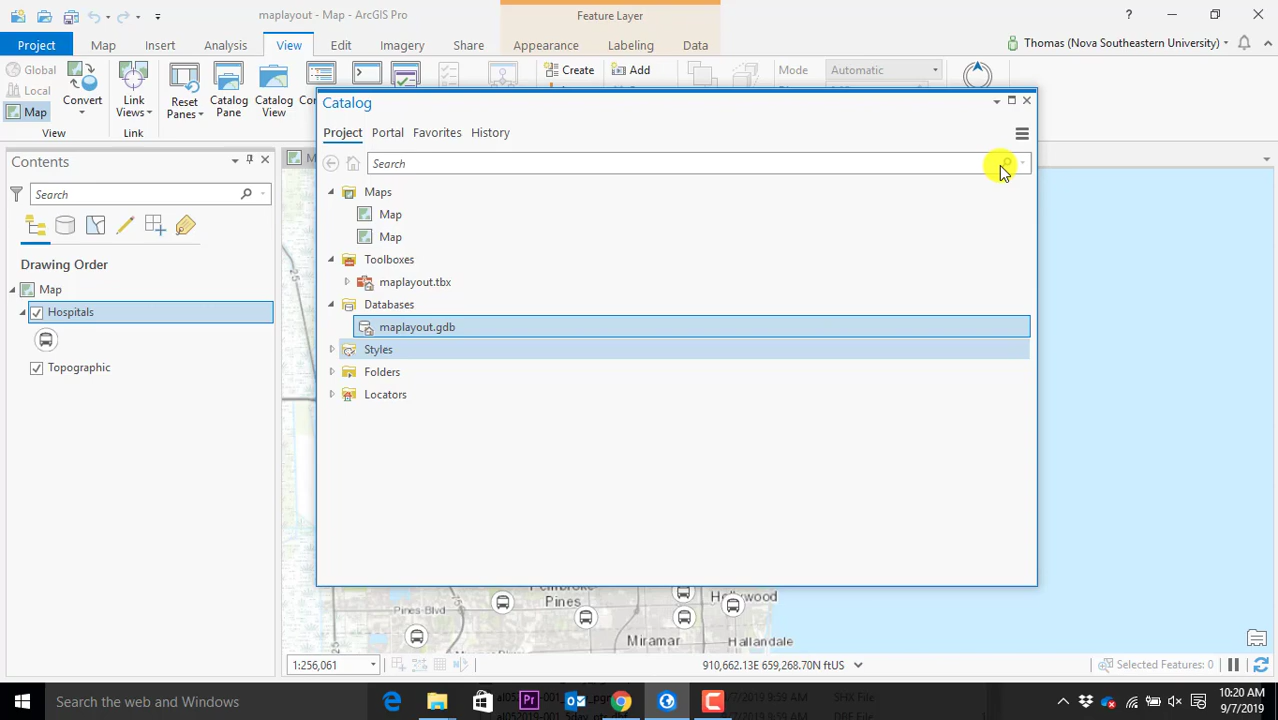 maplayout - Map - ArcGIS Pro
Feature Layer
?
Project
Map
Insert
Analysis
View
Edit
Imagery
Share
Appearance
Labeling
Data
Thomas (Nova Southeastern University)
Global
Local
Map
Convert
Link
Views
Reset
Panes
Catalog
Pane
Catalog
View
Create
Add
Mode
Automatic
View
Link
Catalog
Project
Portal
Favorites
History
Search
Maps
Map
Map
Toolboxes
maplayout.tbx
Databases
maplayout.gdb
Styles
Folders
Locators
Contents
Search
Drawing Order
Map
Hospitals
Topographic
Pines
Pines-Blvd
Hollywood
Miramar
Hallandale
1:256,061
910,662.13E 659,268.70N ftUS
Selected Features: 0
Search the web and Windows
8:20 AM
9/7/2019